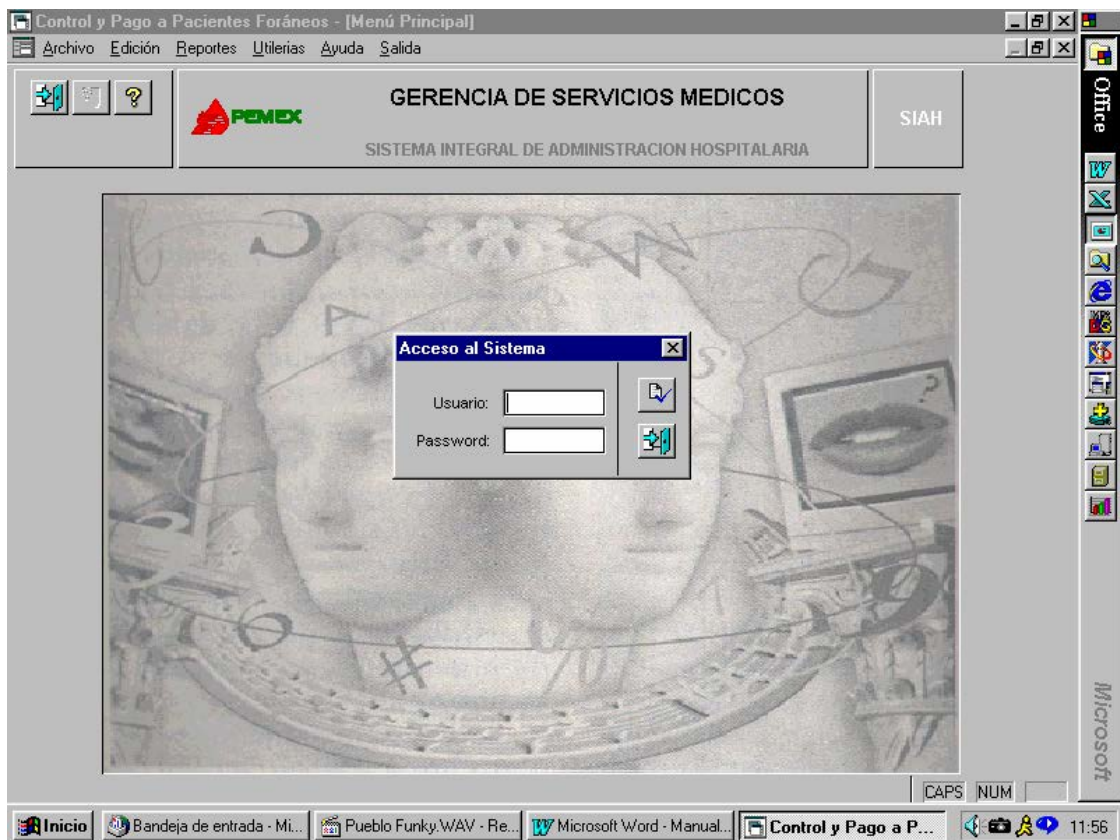 Control y Pago a Pacientes Foráneos - [Menú Principal]
Archivo Edición Reportes Utilerias Ayuda Salida
PEMEX
GERENCIA DE SERVICIOS MEDICOS
SISTEMA INTEGRAL DE ADMINISTRACION HOSPITALARIA
SIAH
Office
Acceso al Sistema
Usuario:
Password:
Microsoft
CAPS NUM
Inicio
Bandeja de entrada - Mi...
Pueblo Funky.WAV - Re...
Microsoft Word - Manual...
Control y Pago a P...
11:56